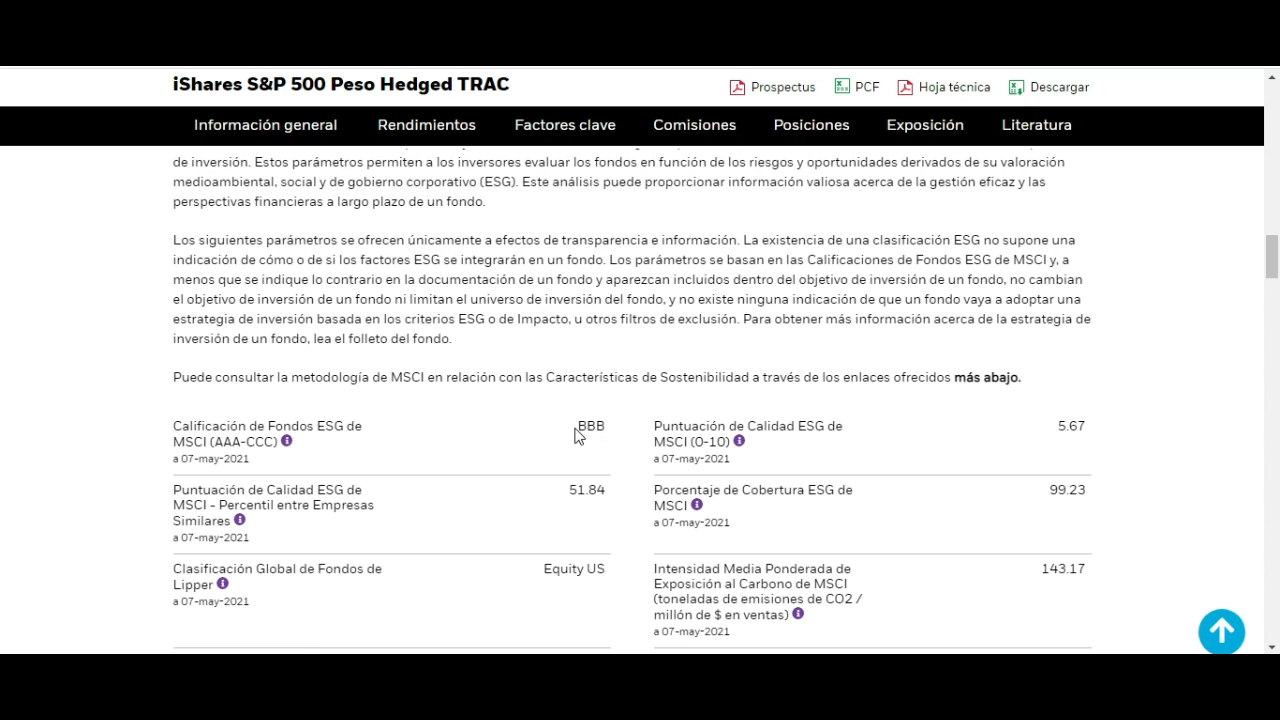 iShares S&P 500 Peso Hedged TRAC
Prospectus PCF Hoja técnica Descargar
Información general Rendimientos Factores clave Comisiones Posiciones Exposición Literatura
de inversión. Estos parámetros permiten a los inversores evaluar los fondos en función de los riesgos y oportunidades derivados de su valoración
medioambiental, social y de gobierno corporativo (ESG). Este análisis puede proporcionar información valiosa acerca de la gestión eficaz y las
perspectivas financieras a largo plazo de un fondo.
Los siguientes parámetros se ofrecen únicamente a efectos de transparencia e información. La existencia de una clasificación ESG no supone una
indicación de cómo o de si los factores ESG se integrarán en un fondo. Los parámetros se basan en las Calificaciones de Fondos ESG de MSCI y, a
menos que se indique lo contrario en la documentación de un fondo y aparezcan incluidos dentro del objetivo de inversión de un fondo, no cambian
el objetivo de inversión de un fondo ni limitan el universo de inversión del fondo, y no existe ninguna indicación de que un fondo vaya a adoptar una
estrategia de inversión basada en los criterios ESG o de Impacto, u otros filtros de exclusión. Para obtener más información acerca de la estrategia de
inversión de un fondo, lea el folleto del fondo.
Puede consultar la metodología de MSCI en relación con las Características de Sostenibilidad a través de los enlaces ofrecidos más abajo.
Calificación de Fondos ESG de BBB
MSCI (AAA-CCC)
a 07-may-2021
Puntuación de Calidad ESG de 5.67
MSCI (0-10)
a 07-may-2021
Puntuación de Calidad ESG de 51.84
MSCI - Percentil entre Empresas
Similares
a 07-may-2021
Porcentaje de Cobertura ESG de 99.23
MSCI
a 07-may-2021
Clasificación Global de Fondos de Equity US
Lipper
a 07-may-2021
Intensidad Media Ponderada de 143.17
Exposición al Carbono de MSCI
(toneladas de emisiones de CO2 /
millón de $ en ventas)
a 07-may-2021